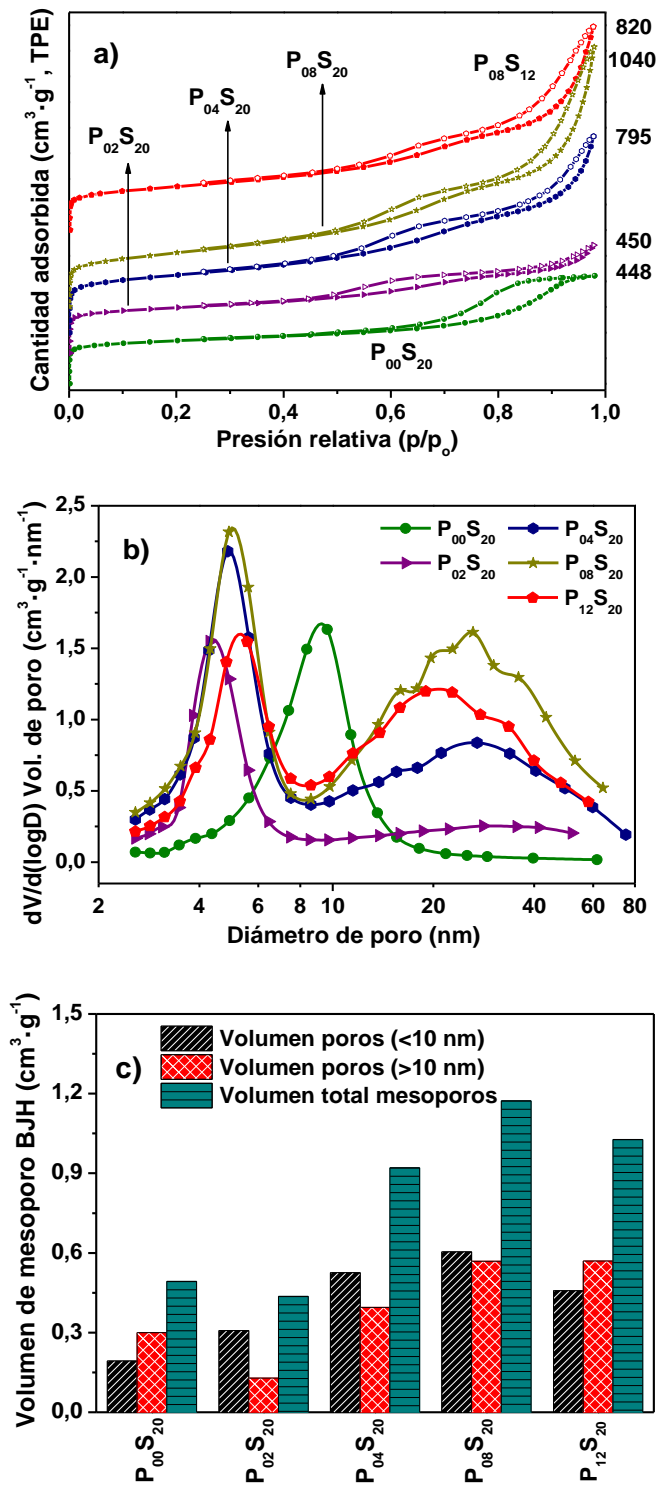 a)
Cantidad adsorbida (cm³·g⁻¹, TPE)
P₀₂S₂₀
P₀₄S₂₀
P₀₈S₂₀
P₀₈S₁₂
P₀₀S₂₀
820
1040
795
450
448
0,0 0,2 0,4 0,6 0,8 1,0
Presión relativa (p/pₒ)
b)
dV/d(logD) Vol. de poro (cm³·g⁻¹·nm⁻¹)
2,5
2,0
1,5
1,0
0,5
0,0
P₀₀S₂₀ P₀₄S₂₀
P₀₂S₂₀ P₀₈S₂₀
P₁₂S₂₀
2 4 6 8 10 20 40 60 80
Diámetro de poro (nm)
c)
Volumen de mesoporo BJH (cm³·g⁻¹)
1,5
1,2
0,9
0,6
0,3
0,0
Volumen poros (<10 nm)
Volumen poros (>10 nm)
Volumen total mesoporos
P₀₀S₂₀
P₀₂S₂₀
P₀₄S₂₀
P₀₈S₂₀
P₁₂S₂₀